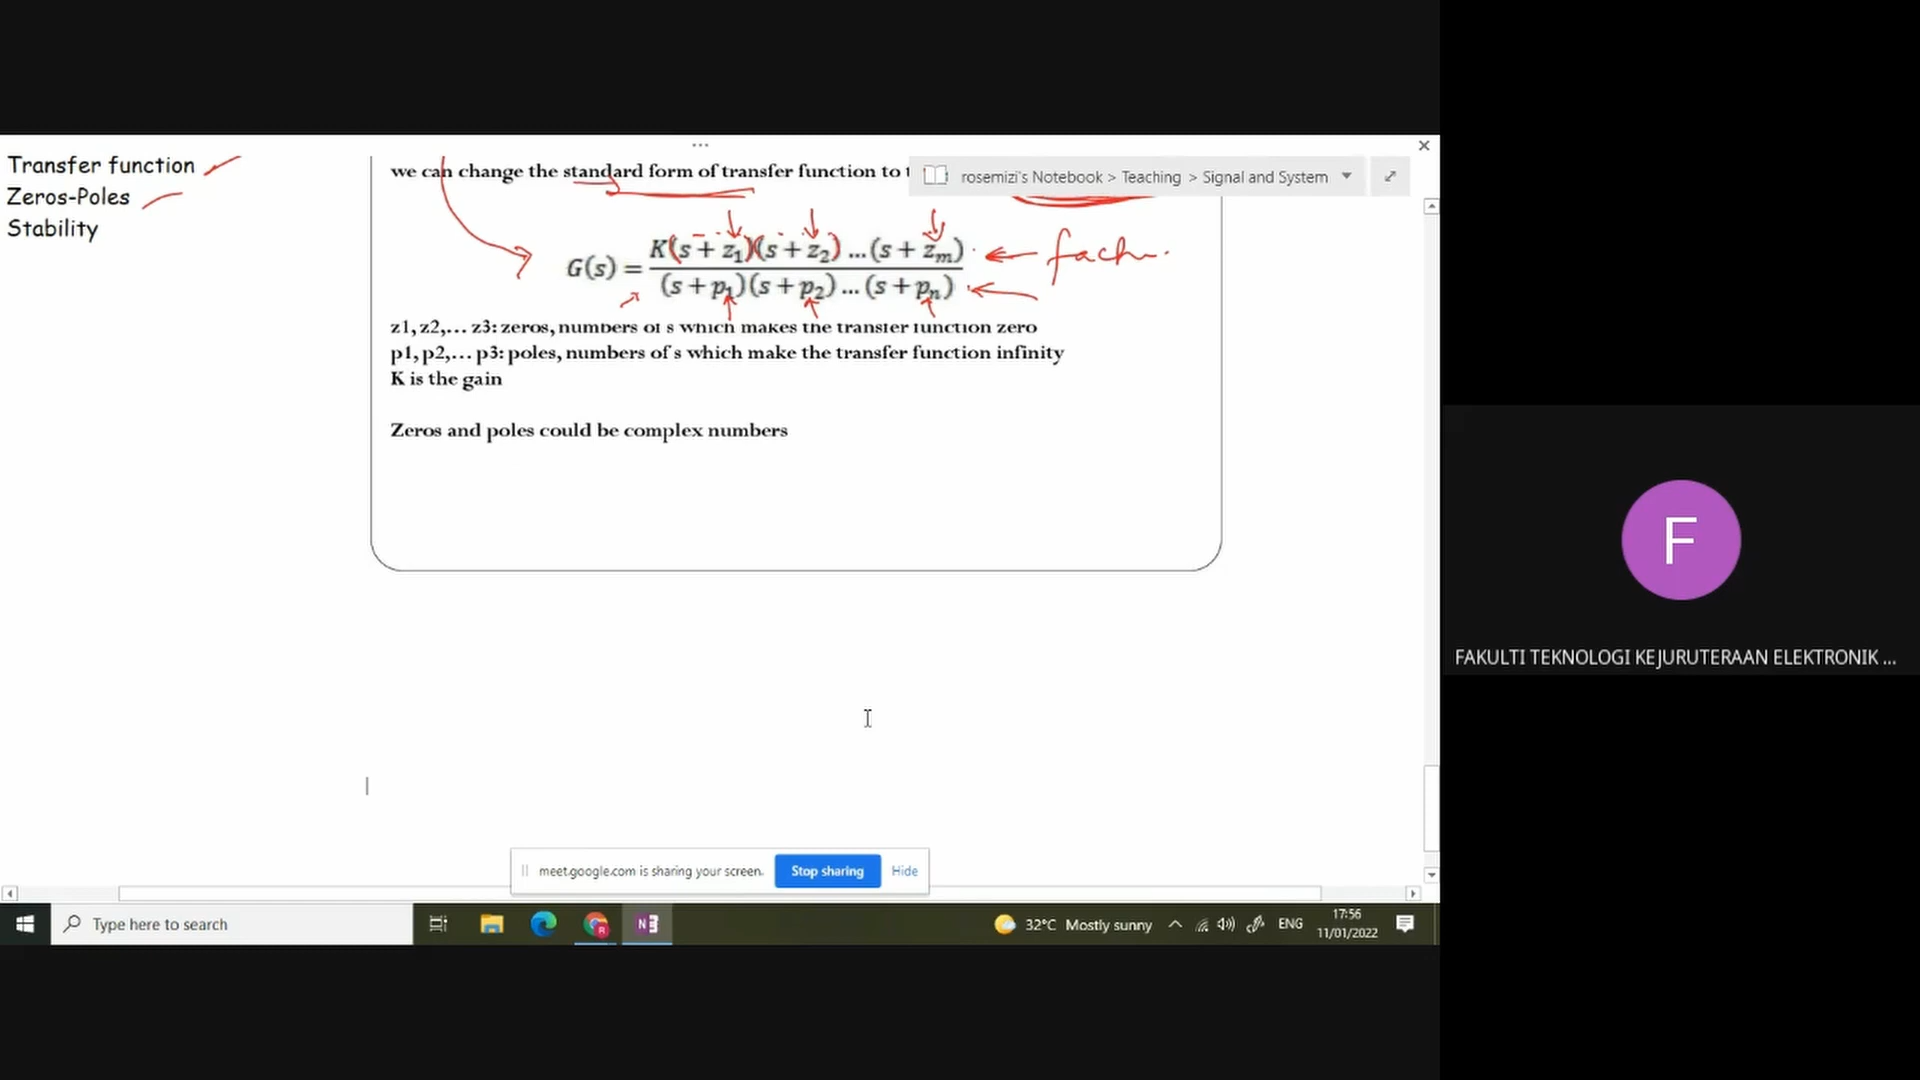 Transfer function
Zeros-Poles
Stability
we can change the standard form of transfer function to
rosemizi's Notebook > Teaching > Signal and System
G(s) = K(s + z₁)(s + z₂) ...(s + zₘ) / (s + p₁)(s + p₂) ... (s + pₙ)
z1, z2,... z3: zeros, numbers of s which makes the transfer function zero
p1, p2,... p3: poles, numbers of s which make the transfer function infinity
K is the gain
Zeros and poles could be complex numbers
F
FAKULTI TEKNOLOGI KEJURUTERAAN ELEKTRONIK ...
meet.google.com is sharing your screen.
Stop sharing
Hide
Type here to search
32°C Mostly sunny
ENG
17:56
11/01/2022